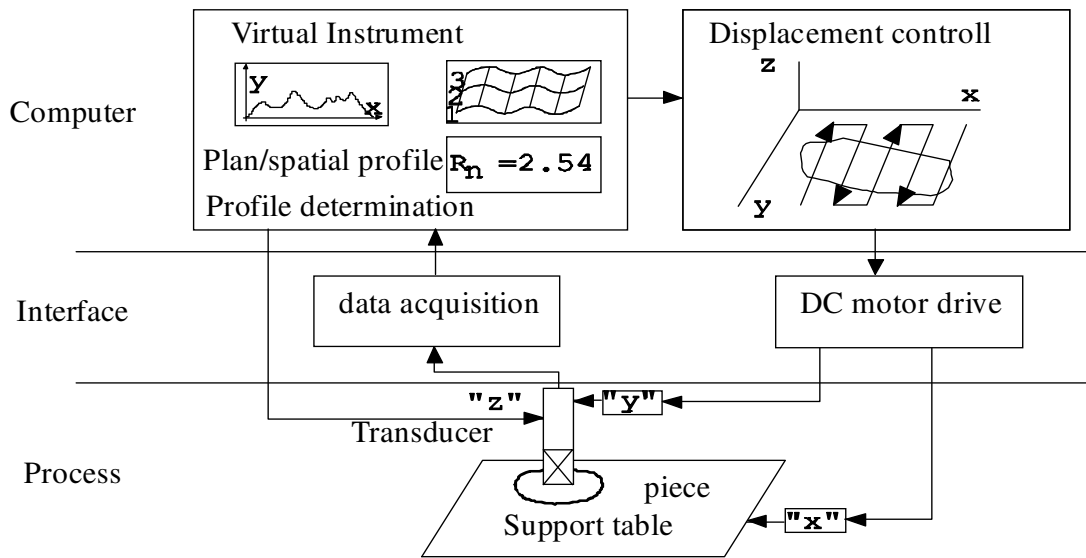 Virtual Instrument
y
x
3
2
1
Plan/spatial profile
Rn =2.54
Profile determination
Displacement controll
z
x
y
Computer
Interface
data acquisition
DC motor drive
Process
"z"
"y"
Transducer
piece
Support table
"x"